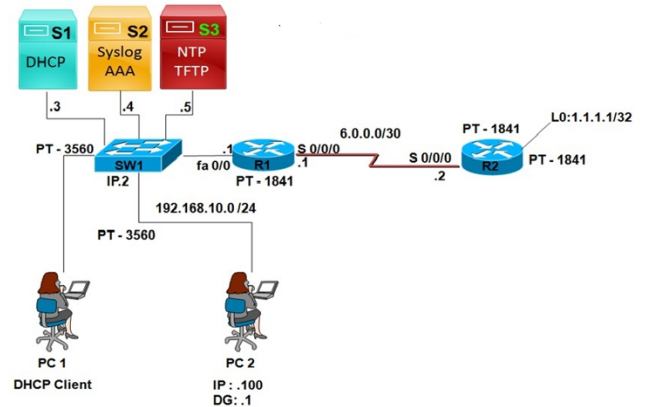 S1
DHCP
S2
Syslog
AAA
S3
NTP
TFTP
.3
.4
.5
PT - 3560
SW1
IP.2
fa 0/0
.1
R1
PT - 1841
S 0/0/0
.1
6.0.0.0/30
S 0/0/0
.2
PT - 1841
R2
L0:1.1.1.1/32
PT - 1841
192.168.10.0 /24
PT - 3560
PC 1
DHCP Client
PC 2
IP : .100
DG: .1